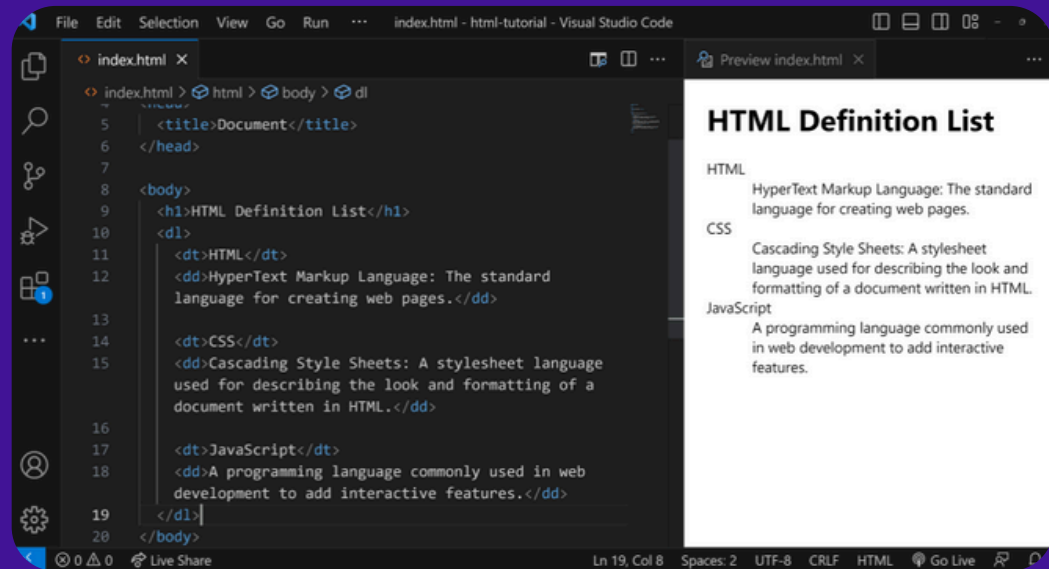 File Edit Selection View Go Run ··· index.html - html-tutorial - Visual Studio Code
index.html
Preview index.html
index.html > html > body > dl
5 <title>Document</title>
6 </head>
7
8 <body>
9 <h1>HTML Definition List</h1>
10 <dl>
11 <dt>HTML</dt>
12 <dd>HyperText Markup Language: The standard
language for creating web pages.</dd>
13
14 <dt>CSS</dt>
15 <dd>Cascading Style Sheets: A stylesheet language
used for describing the look and formatting of a
document written in HTML.</dd>
16
17 <dt>JavaScript</dt>
18 <dd>A programming language commonly used in web
development to add interactive features.</dd>
19 </dl>
20 </body>
1
HTML Definition List
HTML
HyperText Markup Language: The standard
language for creating web pages.
CSS
Cascading Style Sheets: A stylesheet
language used for describing the look and
formatting of a document written in HTML.
JavaScript
A programming language commonly used
in web development to add interactive
features.
0 0 Live Share Ln 19, Col 8 Spaces: 2 UTF-8 CRLF HTML Go Live